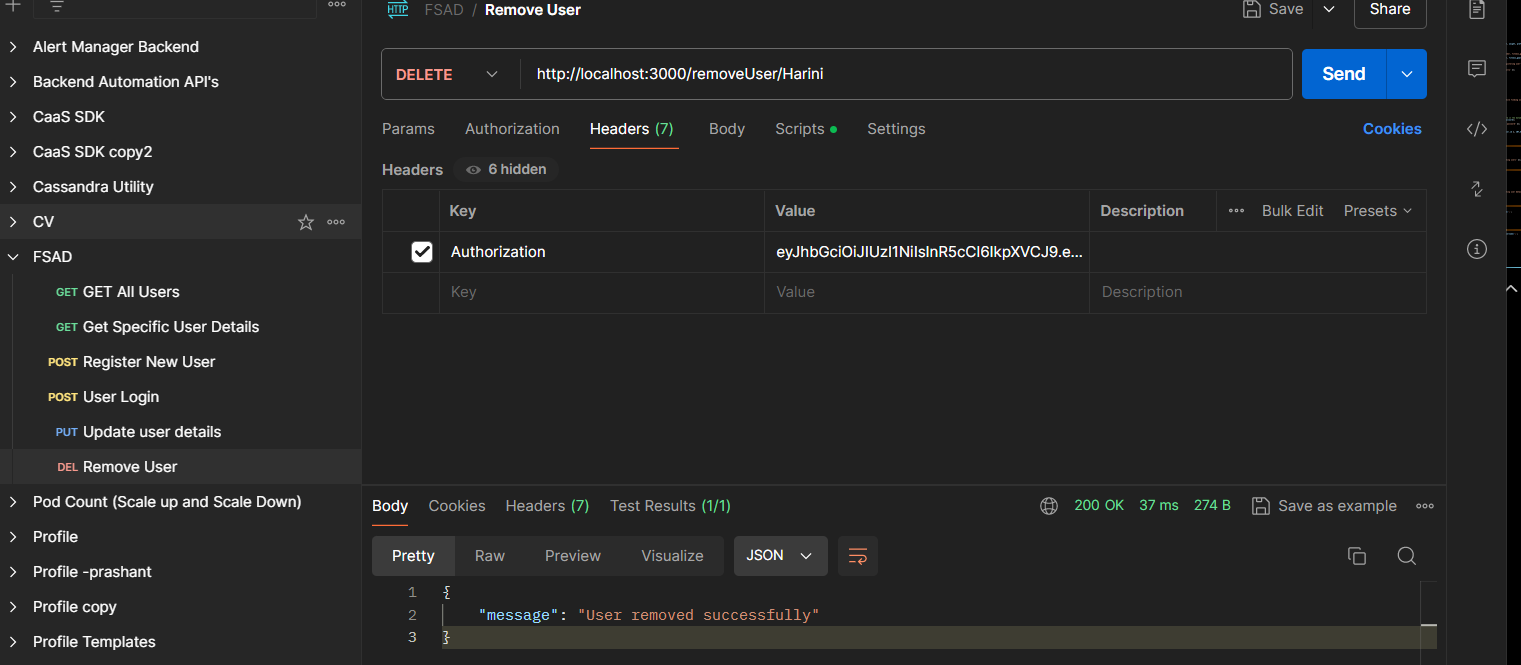 HTTP FSAD / Remove User Save Share
Alert Manager Backend
Backend Automation API's
CaaS SDK
CaaS SDK copy2
Cassandra Utility
CV
FSAD
GET GET All Users
GET Get Specific User Details
POST Register New User
POST User Login
PUT Update user details
DEL Remove User
Pod Count (Scale up and Scale Down)
Profile
Profile -prashant
Profile copy
Profile Templates
DELETE http://localhost:3000/removeUser/Harini Send
Params Authorization Headers (7) Body Scripts Settings Cookies
Headers 6 hidden
Key Value Description Bulk Edit Presets
Authorization eyJhbGciOiJIUzI1NiIsInR5cCI6IkpXVCJ9.e...
Key Value Description
Body Cookies Headers (7) Test Results (1/1) 200 OK 37 ms 274 B Save as example
Pretty Raw Preview Visualize JSON
1 {
2 "message": "User removed successfully"
3 }